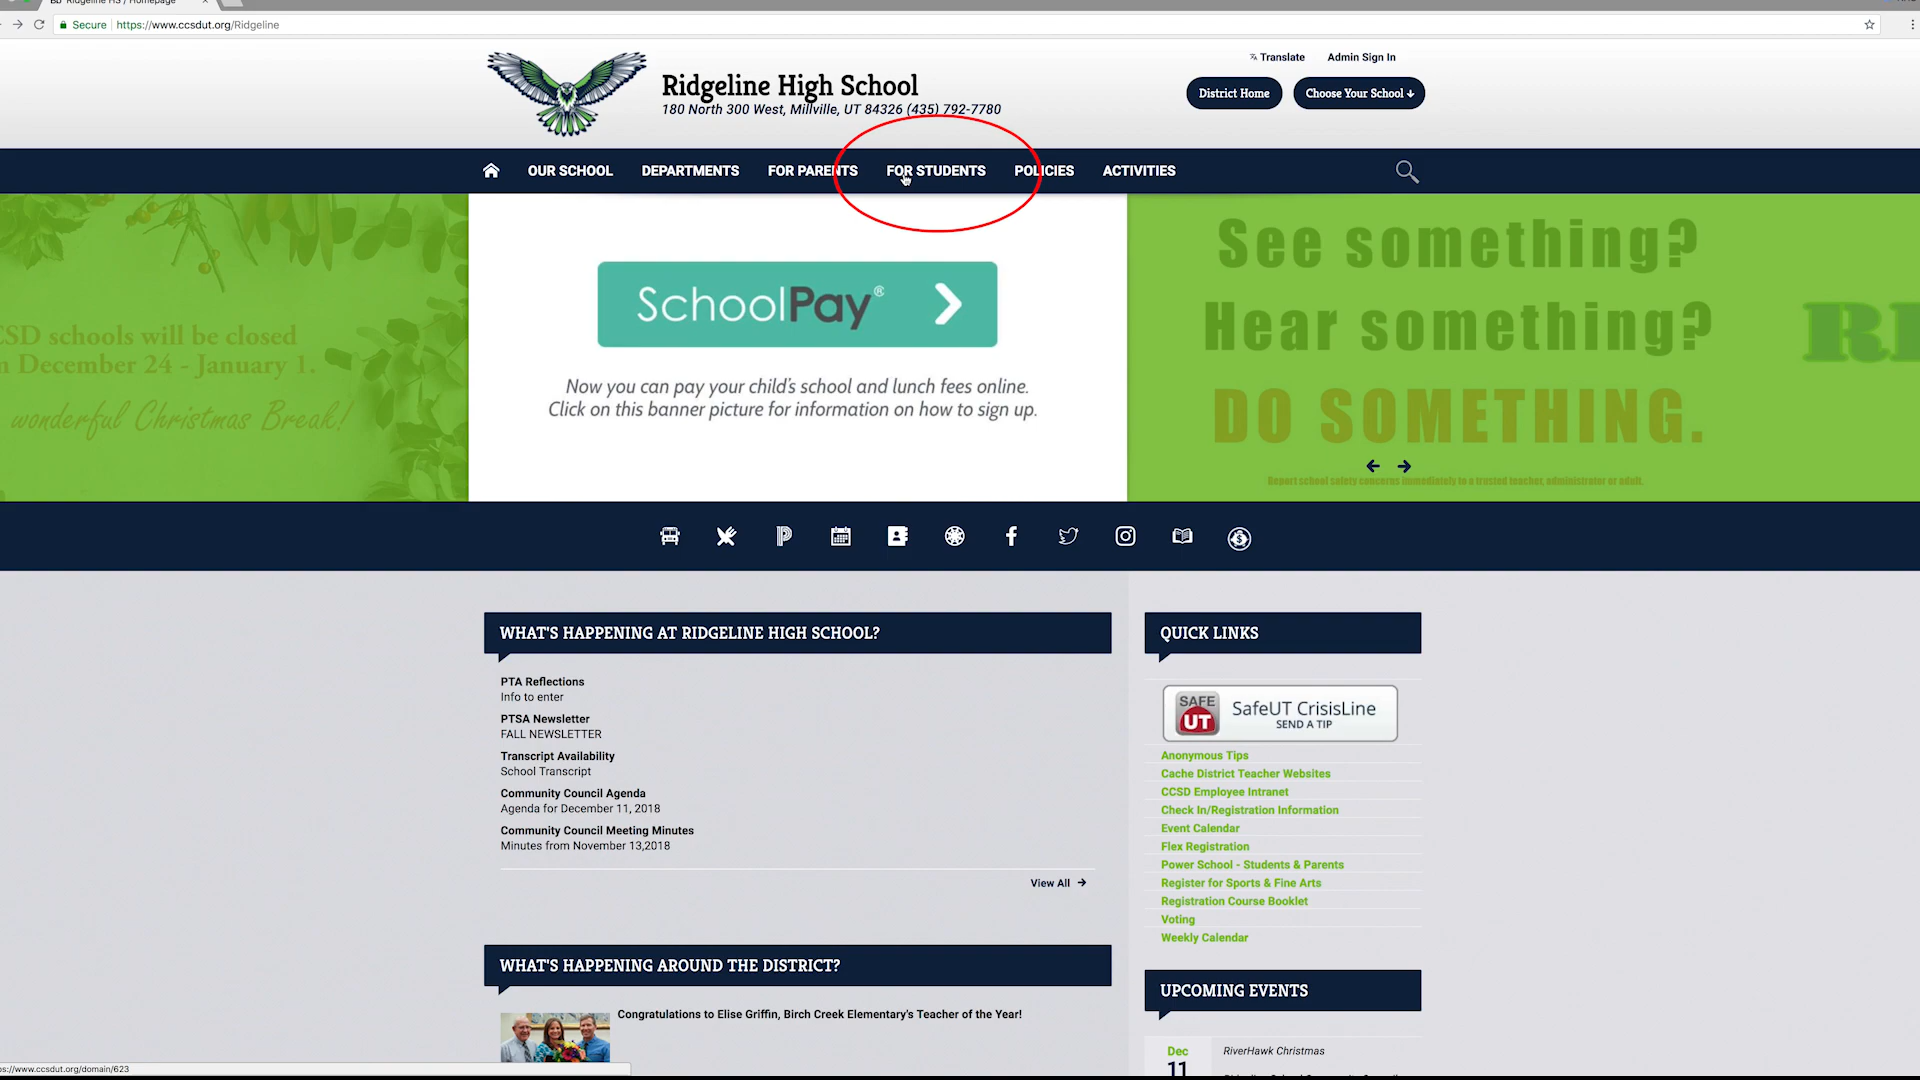 Ridgeline HS / Homepage
Secure https://www.ccsdut.org/Ridgeline
Translate Admin Sign In
Ridgeline High School
180 North 300 West, Millville, UT 84326 (435) 792-7780
District Home Choose Your School
OUR SCHOOL DEPARTMENTS FOR PARENTS FOR STUDENTS POLICIES ACTIVITIES
CSD schools will be closed
December 24 - January 1.
wonderful Christmas Break!
SchoolPay®
Now you can pay your child's school and lunch fees online.
Click on this banner picture for information on how to sign up.
See something?
Hear something?
DO SOMETHING.
Report school safety concerns immediately to a trusted teacher, administrator or adult.
WHAT'S HAPPENING AT RIDGELINE HIGH SCHOOL?
PTA Reflections
Info to enter
PTSA Newsletter
FALL NEWSLETTER
Transcript Availability
School Transcript
Community Council Agenda
Agenda for December 11, 2018
Community Council Meeting Minutes
Minutes from November 13,2018
View All
WHAT'S HAPPENING AROUND THE DISTRICT?
Congratulations to Elise Griffin, Birch Creek Elementary's Teacher of the Year!
QUICK LINKS
SAFE UT
SafeUT CrisisLine
SEND A TIP
Anonymous Tips
Cache District Teacher Websites
CCSD Employee Intranet
Check In/Registration Information
Event Calendar
Flex Registration
Power School - Students & Parents
Register for Sports & Fine Arts
Registration Course Booklet
Voting
Weekly Calendar
UPCOMING EVENTS
Dec
11
RiverHawk Christmas
ps://www.ccsdut.org/domain/623